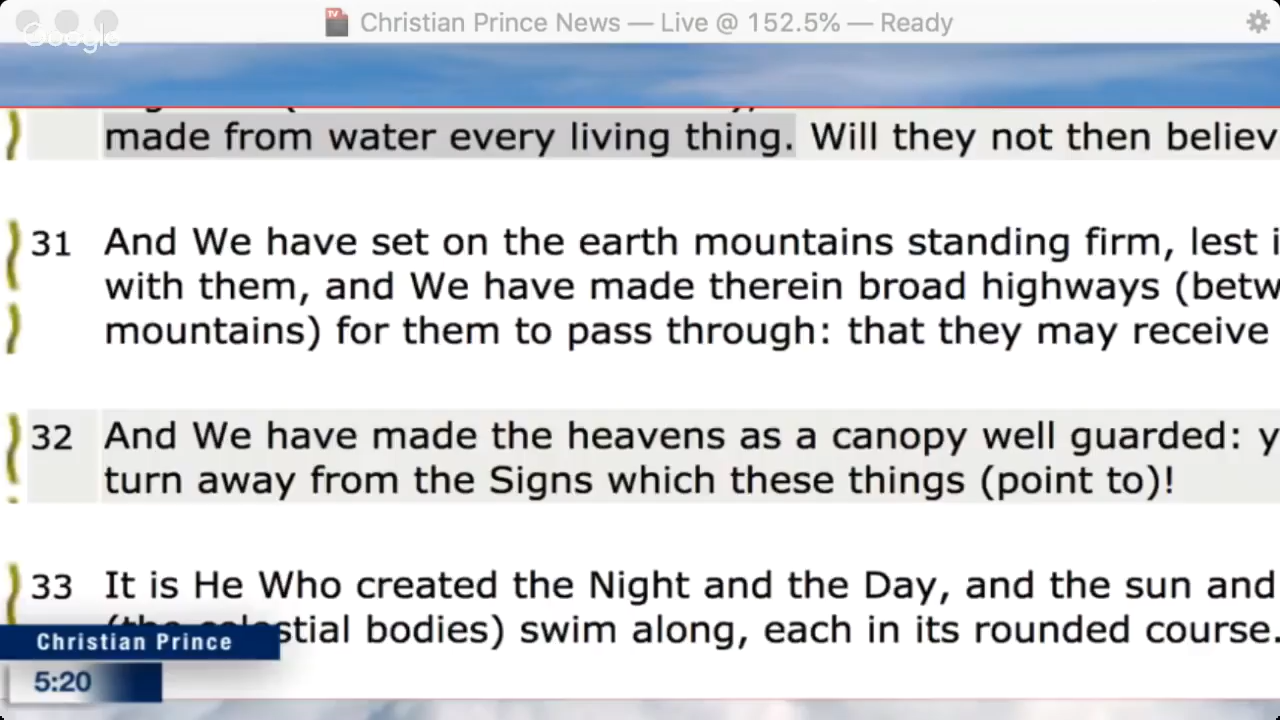 Christian Prince News — Live @ 152.5% — Ready
Google
made from water every living thing. Will they not then believ
31 And We have set on the earth mountains standing firm, lest i
with them, and We have made therein broad highways (betw
mountains) for them to pass through: that they may receive
32 And We have made the heavens as a canopy well guarded: y
turn away from the Signs which these things (point to)!
33 It is He Who created the Night and the Day, and the sun and
(the celestial bodies) swim along, each in its rounded course.
Christian Prince
5:20